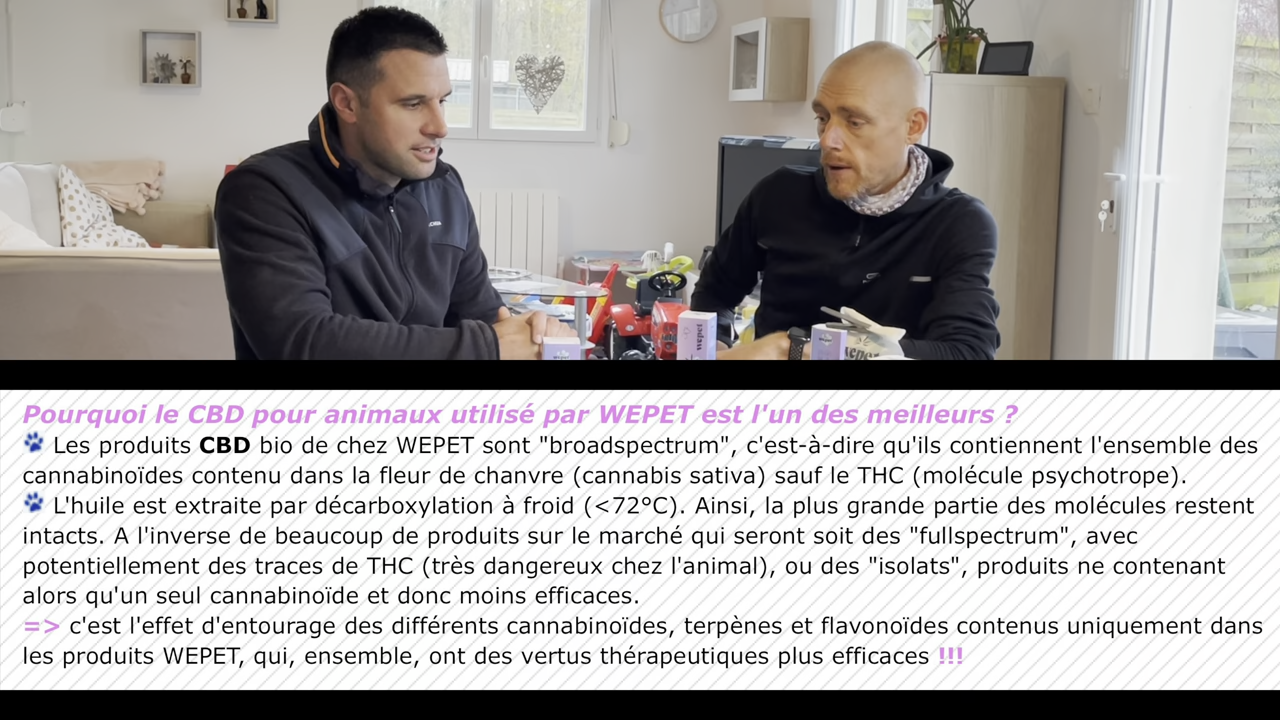 wepet
wepet
Pourquoi le CBD pour animaux utilisé par WEPET est l'un des meilleurs ?
Les produits CBD bio de chez WEPET sont "broadspectrum", c'est-à-dire qu'ils contiennent l'ensemble des
cannabinoïdes contenu dans la fleur de chanvre (cannabis sativa) sauf le THC (molécule psychotrope).
L'huile est extraite par décarboxylation à froid (<72°C). Ainsi, la plus grande partie des molécules restent
intacts. A l'inverse de beaucoup de produits sur le marché qui seront soit des "fullspectrum", avec
potentiellement des traces de THC (très dangereux chez l'animal), ou des "isolats", produits ne contenant
alors qu'un seul cannabinoïde et donc moins efficaces.
=> c'est l'effet d'entourage des différents cannabinoïdes, terpènes et flavonoïdes contenus uniquement dans
les produits WEPET, qui, ensemble, ont des vertus thérapeutiques plus efficaces !!!